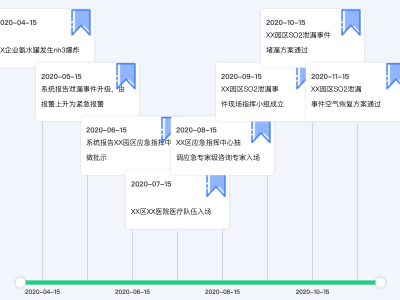 2020-04-15
X企业氨水罐发生nh3爆炸
2020-05-15
系统报告泄漏事件升级，由
报警上升为紧急报警
2020-06-15
系统报告XX园区应急指挥中
做批示
2020-07-15
XX区XX医院医疗队伍入场
2020-08-15
XX区应急指挥中心抽
调应急专家级咨询专家入场
2020-09-15
XX园区SO2泄漏事
件现场指挥小组成立
2020-10-15
XX园区SO2泄漏事件
堵漏方案通过
2020-11-15
XX园区SO2泄漏
事件空气恢复方案通过
2020-04-15
2020-06-15
2020-08-15
2020-10-15